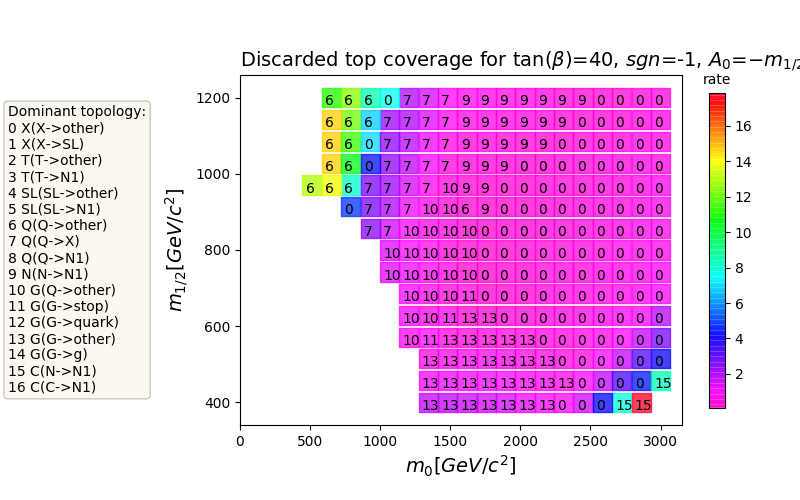 Discarded top coverage for tan(β)=40, sgn=-1, A₀=−m₁/₂
rate
Dominant topology:
0 X(X->other)
1 X(X->SL)
2 T(T->other)
3 T(T->N1)
4 SL(SL->other)
5 SL(SL->N1)
6 Q(Q->other)
7 Q(Q->X)
8 Q(Q->N1)
9 N(N->N1)
10 G(Q->other)
11 G(G->stop)
12 G(G->quark)
13 G(G->other)
14 G(G->g)
15 C(N->N1)
16 C(C->N1)
m₁/₂[GeV/c²]
1200
1000
800
600
400
6 6 6 0 7 7 7 9 9 9 9 9 9 9 0 0 0 0
6 6 6 7 7 7 7 9 9 9 9 9 9 0 0 0 0 0
6 6 0 7 7 7 7 9 9 9 9 0 0 0 0 0 0 0
6 6 0 7 7 7 7 9 9 9 0 0 0 0 0 0 0 0
6 6 6 7 7 7 7 10 9 9 0 0 0 0 0 0 0 0 0
0 7 7 7 10 10 6 9 0 0 0 0 0 0 0 0 0
7 7 10 10 10 10 0 0 0 0 0 0 0 0 0 0
10 10 10 10 10 0 0 0 0 0 0 0 0 0 0
10 10 10 10 10 0 0 0 0 0 0 0 0 0 0
10 10 10 11 0 0 0 0 0 0 0 0 0 0
10 10 11 13 13 0 0 0 0 0 0 0 0 0
10 11 13 13 13 13 13 0 0 0 0 0 0 0
13 13 13 13 13 13 13 0 0 0 0 0 0
13 13 13 13 13 13 13 13 0 0 0 0 15
13 13 13 13 13 13 13 0 0 0 15 15
0 500 1000 1500 2000 2500 3000
m₀[GeV/c²]
16
14
12
10
8
6
4
2